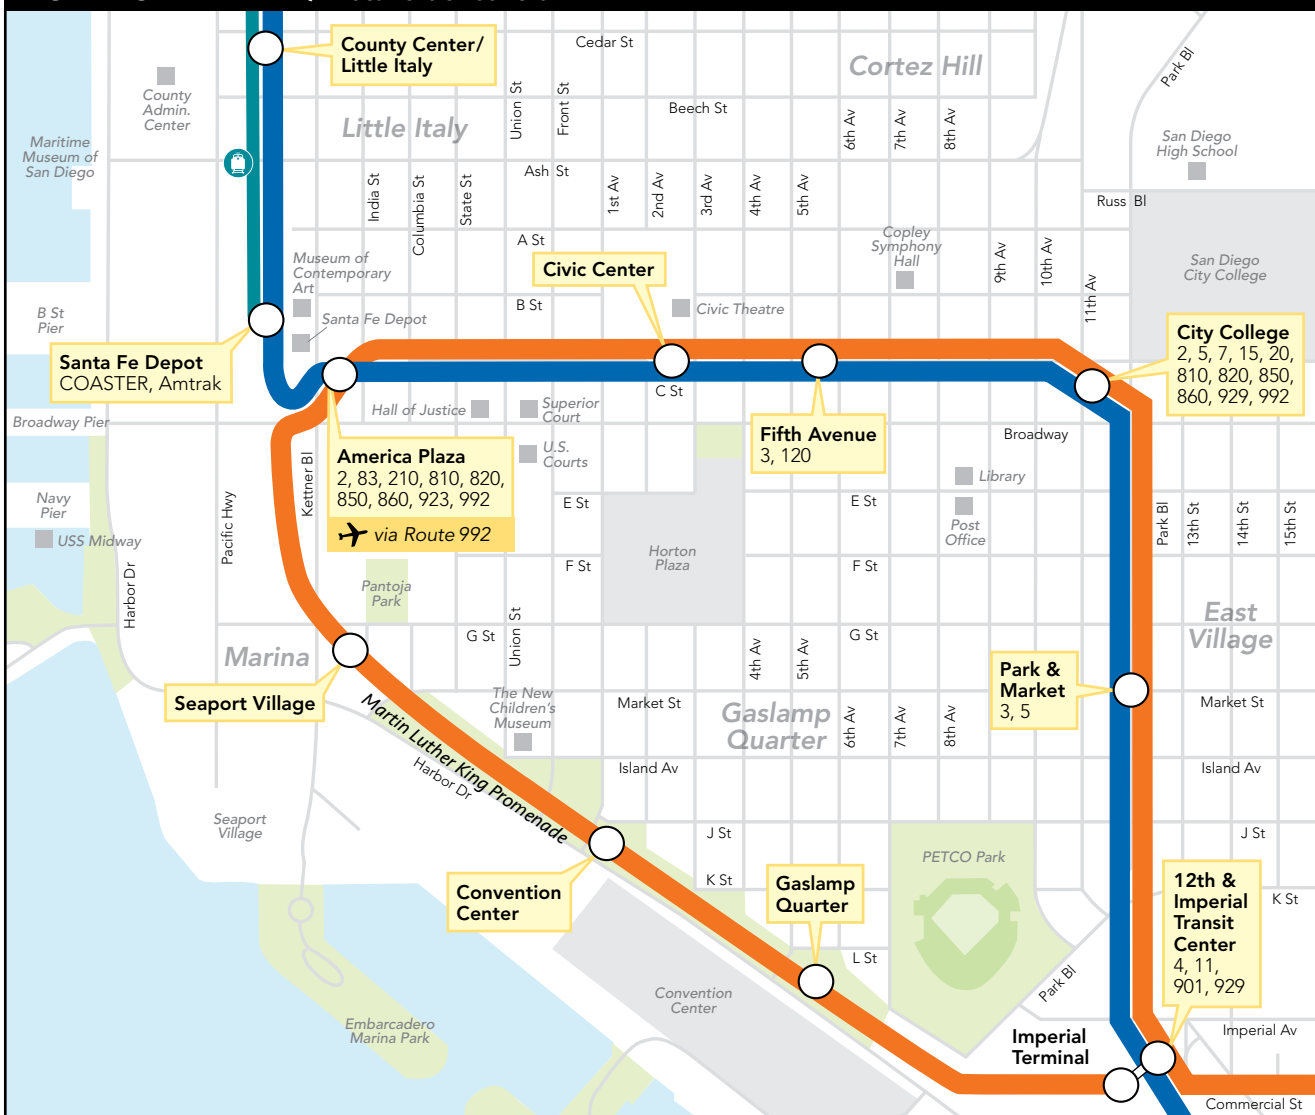 County Center/
Little Italy
Cedar St
Cortez Hill
Park Bl
County
Admin.
Center
Union St
Front St
Beech St
Little Italy
6th Av
7th Av
8th Av
Maritime
Museum of
San Diego
San Diego
High School
Ash St
India St
Columbia St
State St
1st Av
2nd Av
3rd Av
4th Av
5th Av
Russ Bl
A St
Copley
Symphony
Hall
9th Av
10th Av
11th Av
San Diego
City College
Museum of
Contemporary
Art
Civic Center
B St
Civic Theatre
B St
Pier
Santa Fe Depot
Santa Fe Depot
COASTER, Amtrak
City College
2, 5, 7, 15, 20,
810, 820, 850,
860, 929, 992
C St
Hall of Justice
Superior
Court
Broadway Pier
America Plaza
2, 83, 210, 810, 820,
850, 860, 923, 992
via Route 992
U.S.
Courts
Fifth Avenue
3, 120
Broadway
Kettner Bl
Pacific Hwy
Library
Navy
Pier
USS Midway
E St
E St
Post
Office
Park Bl
13th St
14th St
15th St
Horton
Plaza
F St
F St
Harbor Dr
Pantoja
Park
East
Village
Union St
G St
G St
4th Av
5th Av
Marina
Park &
Market
3, 5
Seaport Village
The New
Children's
Museum
Market St
Market St
Gaslamp
Quarter
6th Av
7th Av
8th Av
Martin Luther King Promenade
Harbor Dr
Island Av
Island Av
Seaport
Village
J St
J St
PETCO Park
K St
Convention
Center
Gaslamp
Quarter
12th &
Imperial
Transit
Center
4, 11,
901, 929
K St
L St
Park Bl
Convention
Center
Embarcadero
Marina Park
Imperial
Terminal
Imperial Av
Commercial St